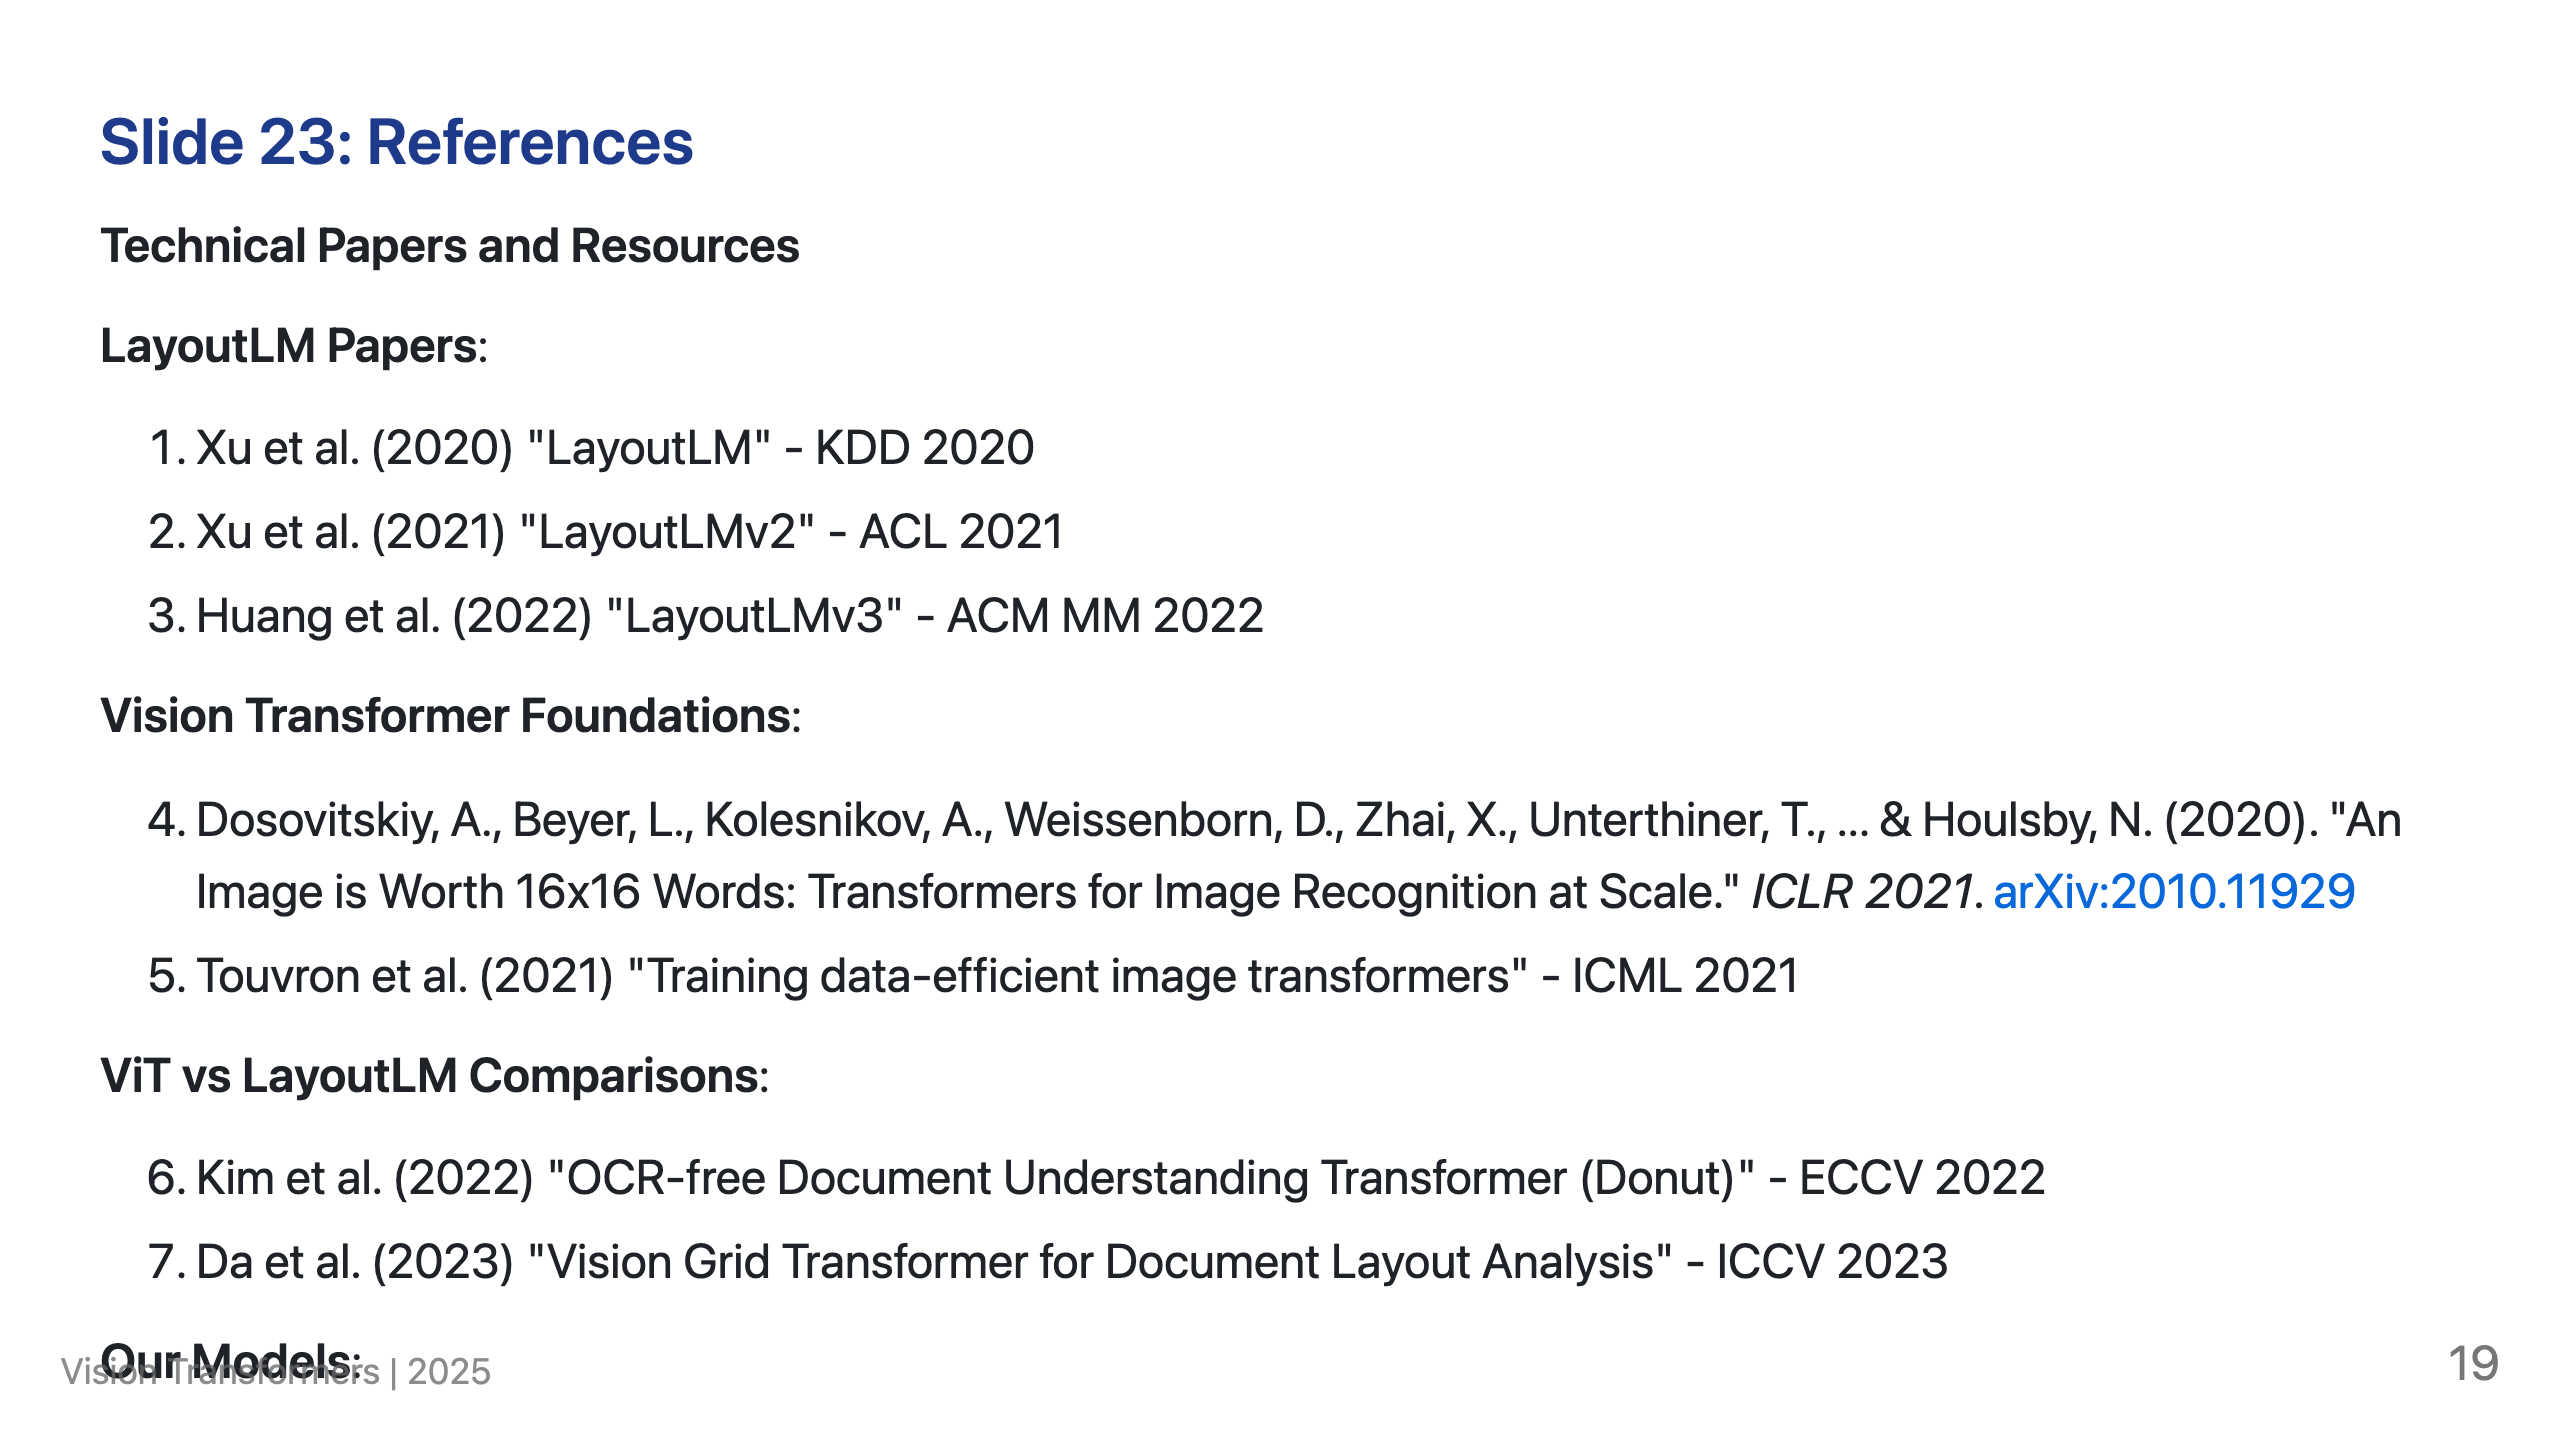 Slide 23: References
Technical Papers and Resources
LayoutLM Papers:
1. Xu et al. (2020) "LayoutLM" - KDD 2020
2. Xu et al. (2021) "LayoutLMv2" - ACL 2021
3. Huang et al. (2022) "LayoutLMv3" - ACM MM 2022
Vision Transformer Foundations:
4. Dosovitskiy, A., Beyer, L., Kolesnikov, A., Weissenborn, D., Zhai, X., Unterthiner, T., ... & Houlsby, N. (2020). "An
Image is Worth 16x16 Words: Transformers for Image Recognition at Scale." ICLR 2021. arXiv:2010.11929
5. Touvron et al. (2021) "Training data-efficient image transformers" - ICML 2021
ViT vs LayoutLM Comparisons:
6. Kim et al. (2022) "OCR-free Document Understanding Transformer (Donut)" - ECCV 2022
7. Da et al. (2023) "Vision Grid Transformer for Document Layout Analysis" - ICCV 2023
Our Models:
Vision Transformers | 2025
19